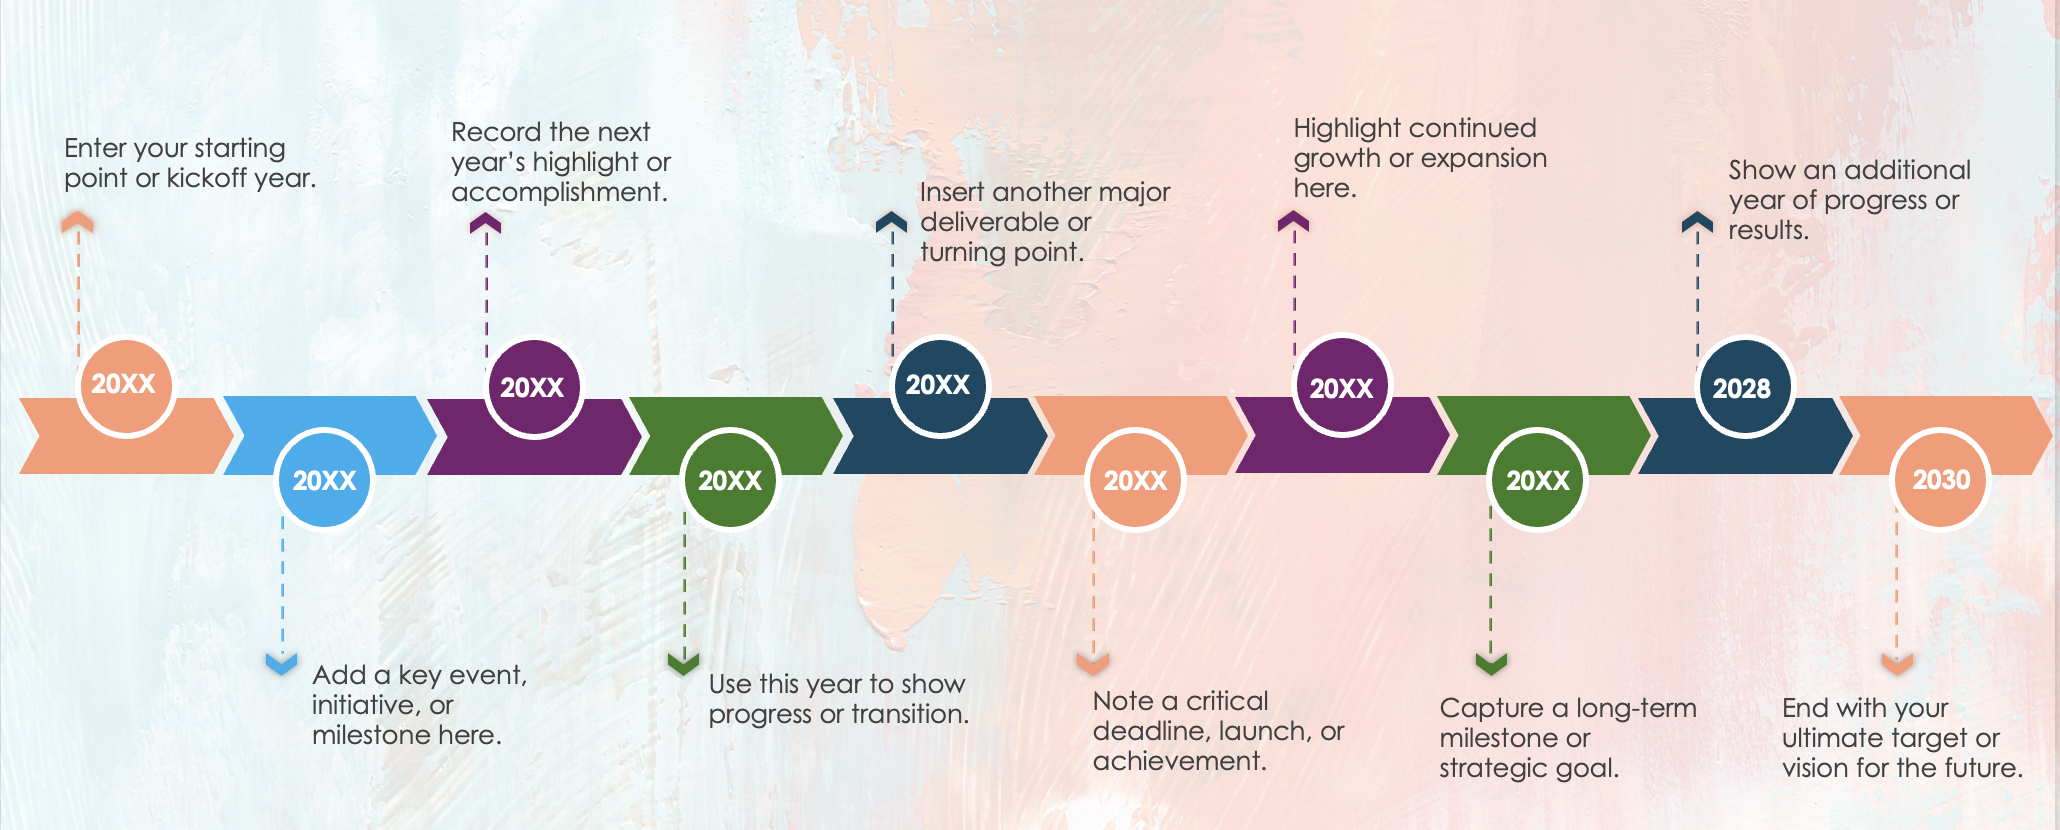 Enter your starting
point or kickoff year.
20XX
Add a key event,
initiative, or
milestone here.
20XX
Record the next
year’s highlight or
accomplishment.
20XX
Use this year to show
progress or transition.
20XX
Insert another major
deliverable or
turning point.
20XX
Note a critical
deadline, launch, or
achievement.
20XX
Highlight continued
growth or expansion
here.
20XX
Capture a long-term
milestone or
strategic goal.
20XX
Show an additional
year of progress or
results.
2028
End with your
ultimate target or
vision for the future.
2030